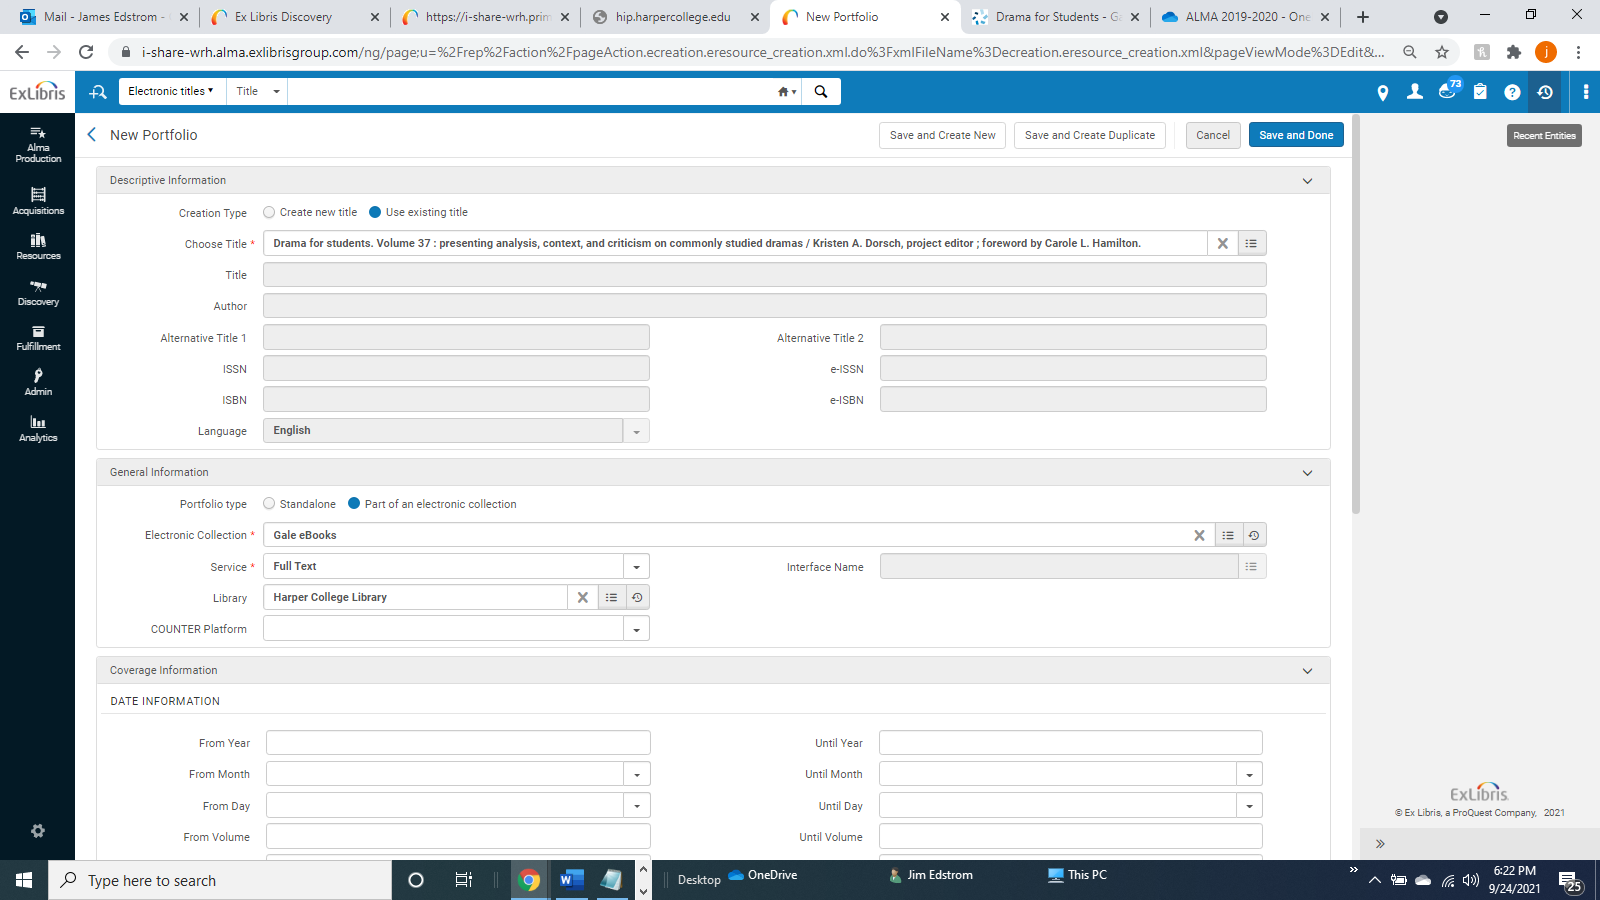 Mail - James Edstrom -
Ex Libris Discovery
https://i-share-wrh.prim
hip.harpercollege.edu
New Portfolio
Drama for Students - Ga
ALMA 2019-2020 - One
i-share-wrh.alma.exlibrisgroup.com/ng/page;u=%2Frep%2Faction%2FpageAction.ecreation.eresource_creation.xml.do%3FxmlFileName%3Decreation.eresource_creation.xml&pageViewMode%3DEdit&...
j
ExLibris
Electronic titles
Title
73
Alma
Production
Acquisitions
Resources
Discovery
Fulfillment
Admin
Analytics
New Portfolio
Save and Create New
Save and Create Duplicate
Cancel
Save and Done
Recent Entities
Descriptive Information
Creation Type
Create new title
Use existing title
Choose Title *
Drama for students. Volume 37 : presenting analysis, context, and criticism on commonly studied dramas / Kristen A. Dorsch, project editor ; foreword by Carole L. Hamilton.
Title
Author
Alternative Title 1
Alternative Title 2
ISSN
e-ISSN
ISBN
e-ISBN
Language
English
General Information
Portfolio type
Standalone
Part of an electronic collection
Electronic Collection *
Gale eBooks
Service *
Full Text
Interface Name
Library
Harper College Library
COUNTER Platform
Coverage Information
DATE INFORMATION
From Year
Until Year
From Month
Until Month
From Day
Until Day
From Volume
Until Volume
ExLibris
© Ex Libris, a ProQuest Company, 2021
Type here to search
Desktop
OneDrive
Jim Edstrom
This PC
6:22 PM
9/24/2021
25